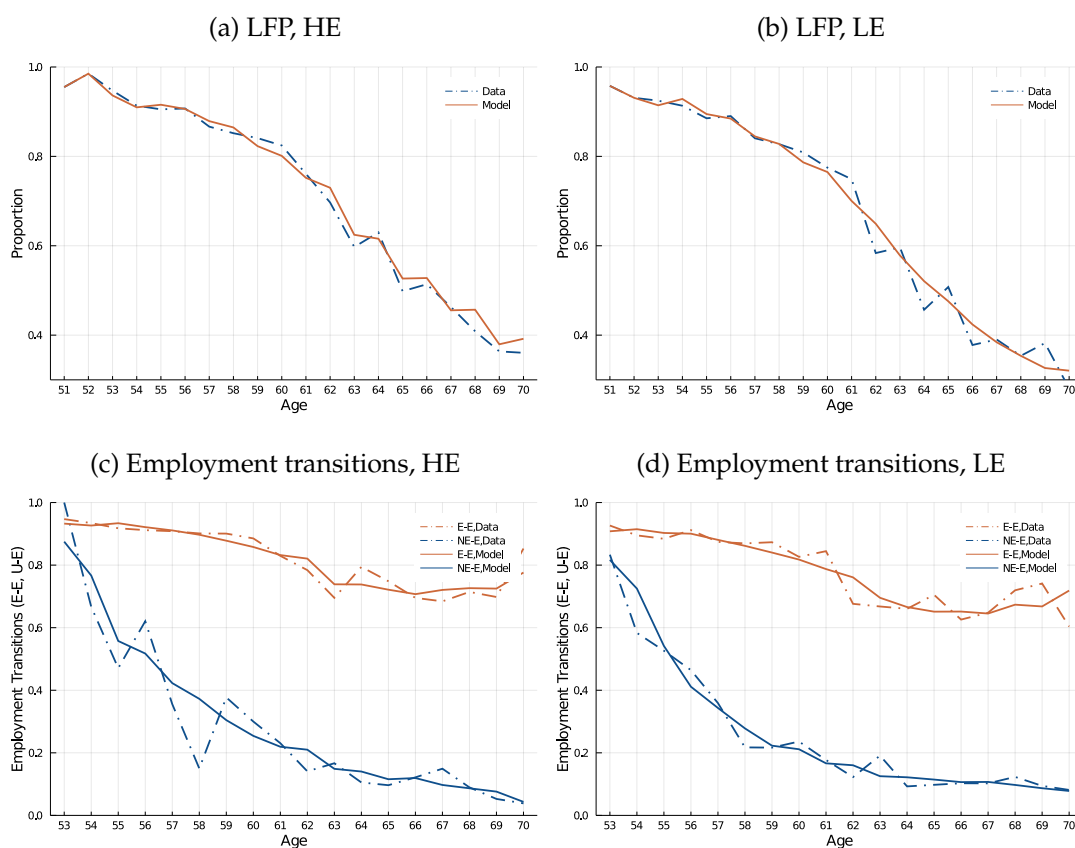 (a) LFP, HE
1.0
0.8
0.6
0.4
Proportion
Data
Model
51 52 53 54 55 56 57 58 59 60 61 62 63 64 65 66 67 68 69 70
Age
(b) LFP, LE
1.0
0.8
0.6
0.4
Proportion
Data
Model
51 52 53 54 55 56 57 58 59 60 61 62 63 64 65 66 67 68 69 70
Age
(c) Employment transitions, HE
1.0
0.8
0.6
0.4
0.2
0.0
Employment Transitions (E-E, U-E)
E-E,Data
NE-E,Data
E-E,Model
NE-E,Model
53 54 55 56 57 58 59 60 61 62 63 64 65 66 67 68 69 70
Age
(d) Employment transitions, LE
1.0
0.8
0.6
0.4
0.2
0.0
Employment Transitions (E-E, U-E)
E-E,Data
NE-E,Data
E-E,Model
NE-E,Model
53 54 55 56 57 58 59 60 61 62 63 64 65 66 67 68 69 70
Age